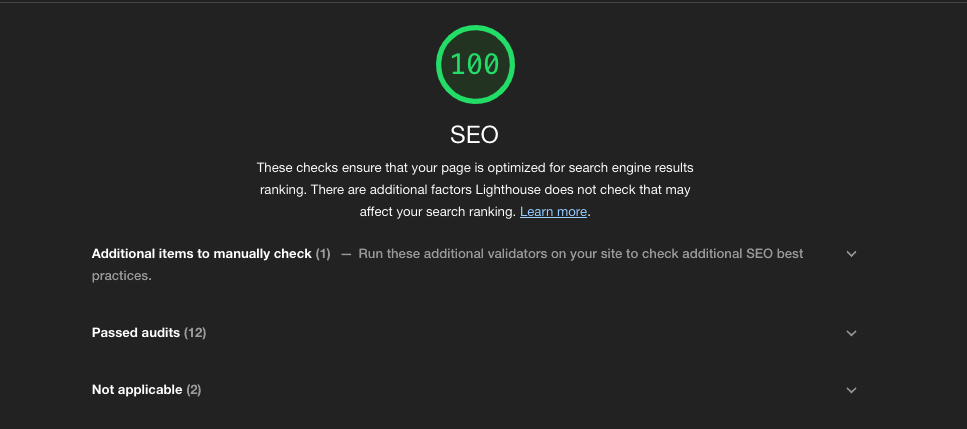 100
SEO
These checks ensure that your page is optimized for search engine results
ranking. There are additional factors Lighthouse does not check that may
affect your search ranking. Learn more.
Additional items to manually check (1) — Run these additional validators on your site to check additional SEO best
practices.
Passed audits (12)
Not applicable (2)